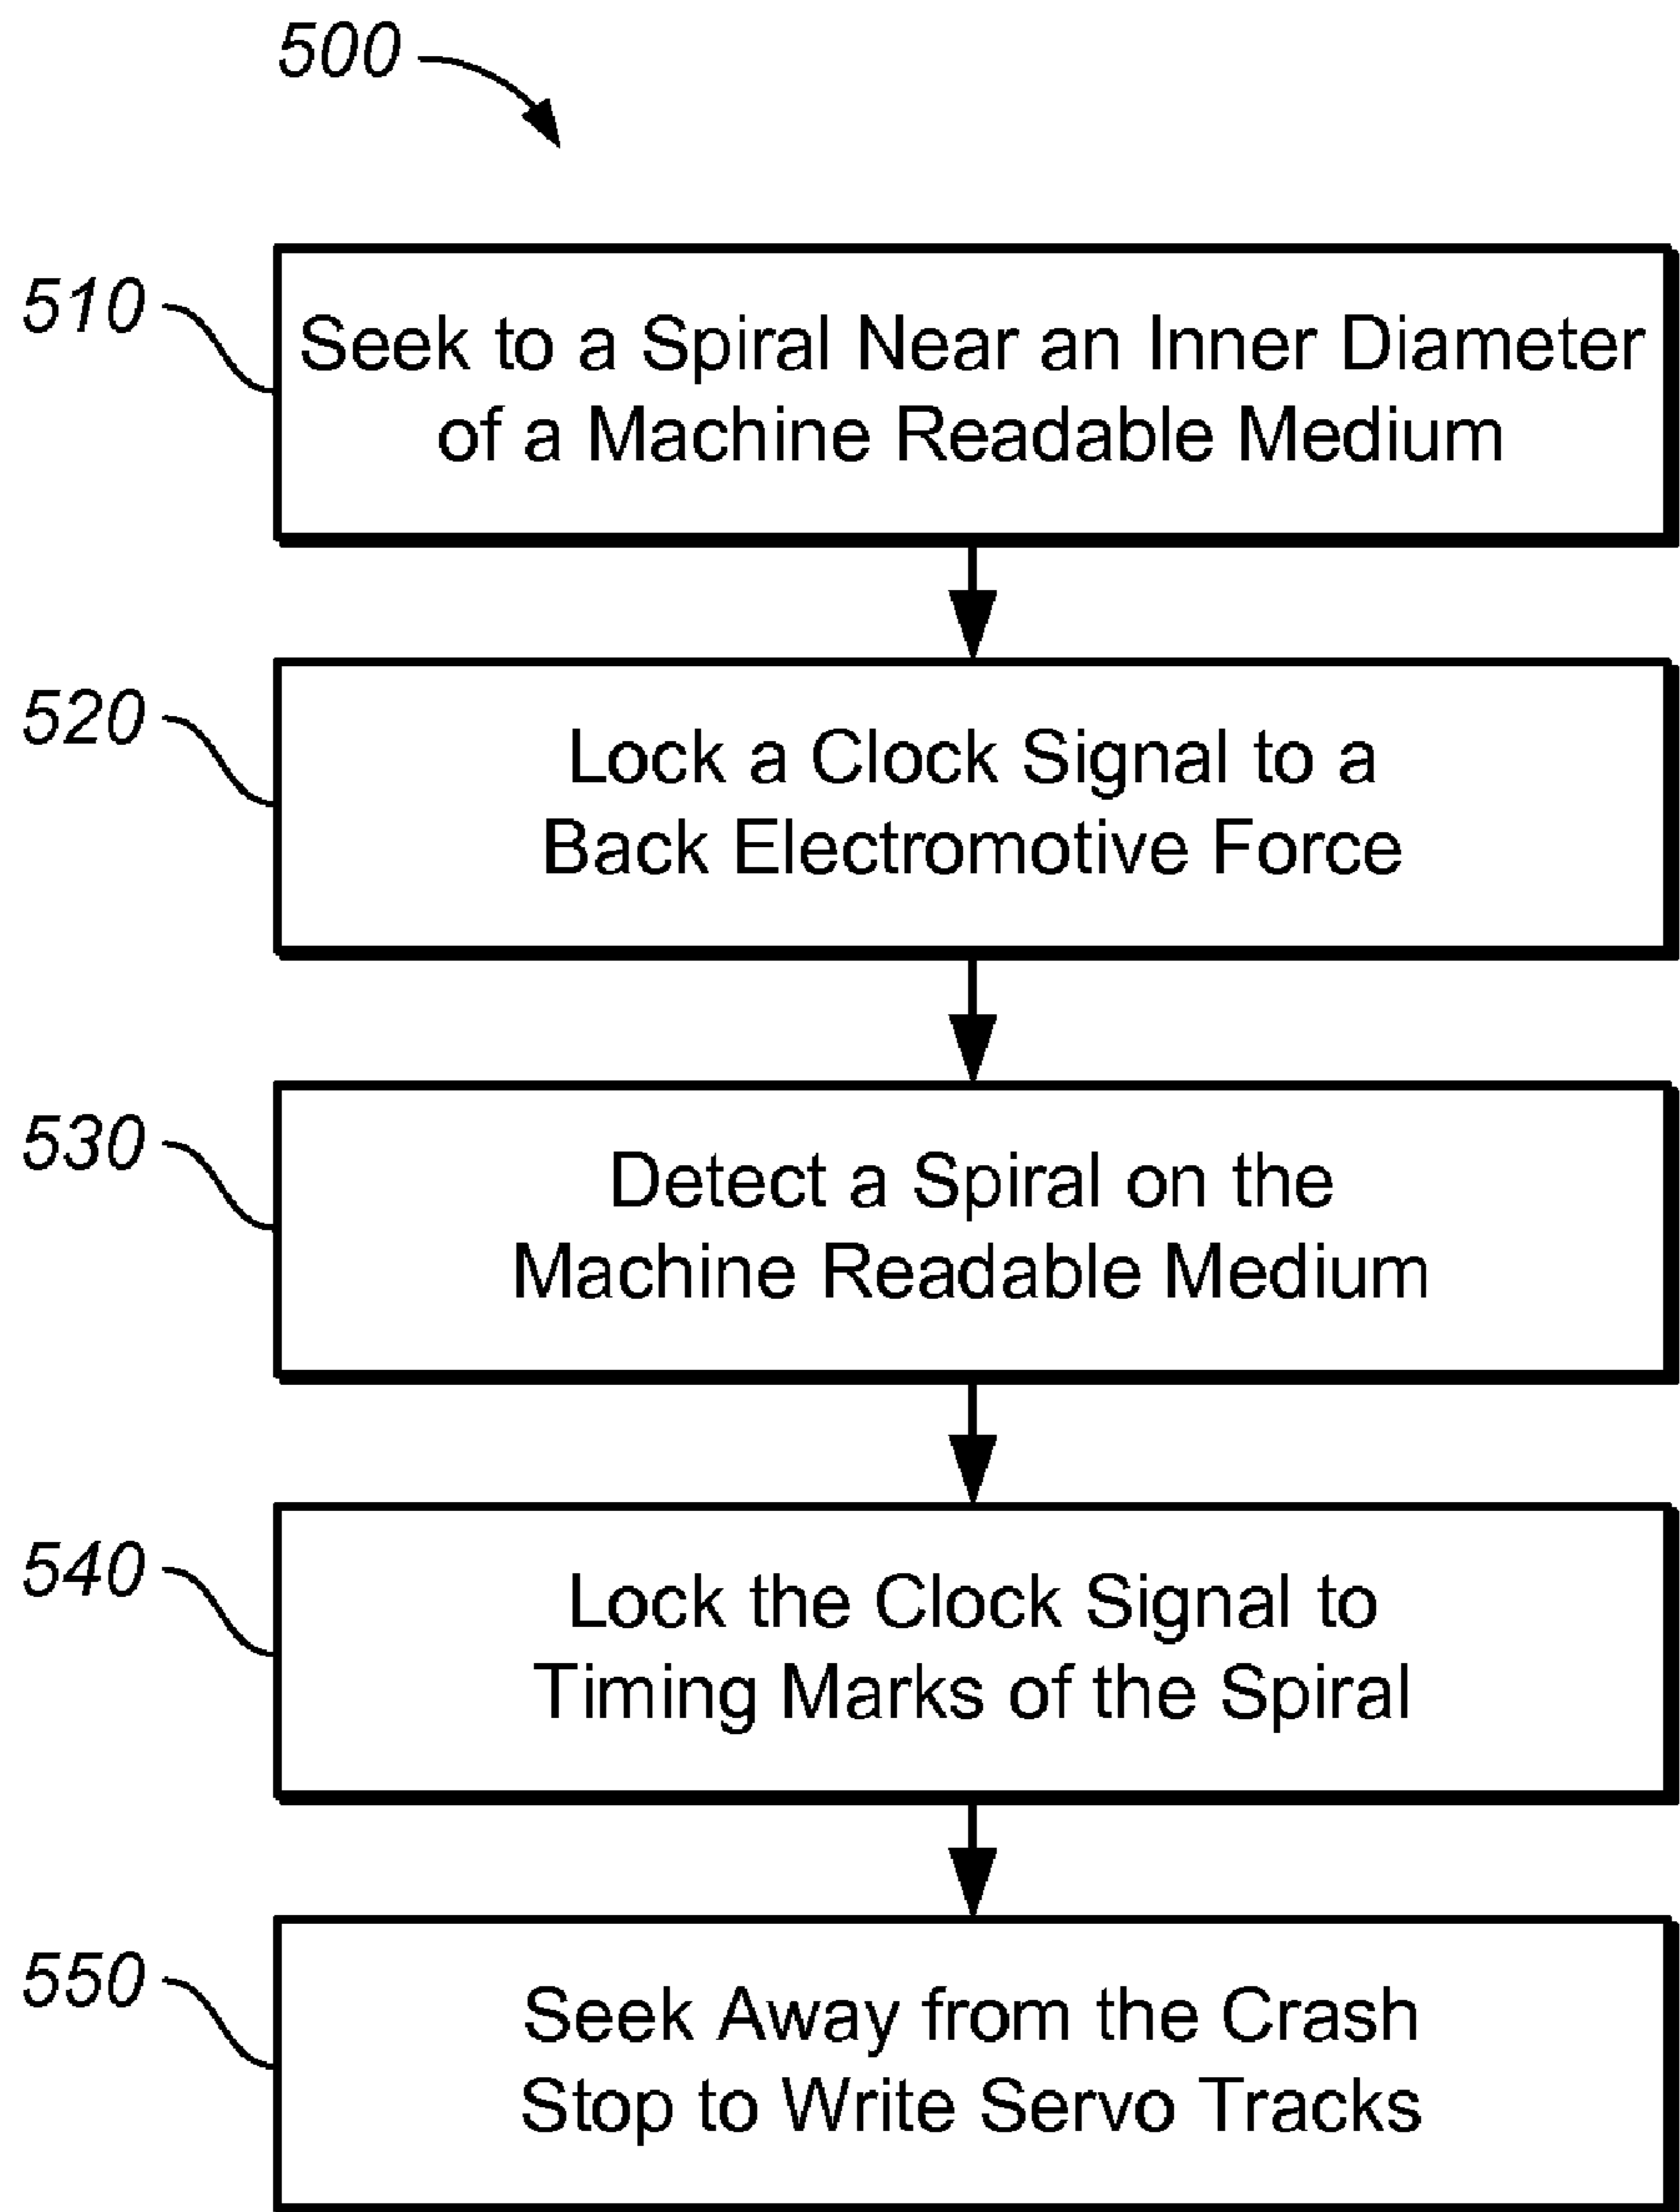 500
510
Seek to a Spiral Near an Inner Diameter
of a Machine Readable Medium
520
Lock a Clock Signal to a
Back Electromotive Force
530
Detect a Spiral on the
Machine Readable Medium
540
Lock the Clock Signal to
Timing Marks of the Spiral
550
Seek Away from the Crash
Stop to Write Servo Tracks